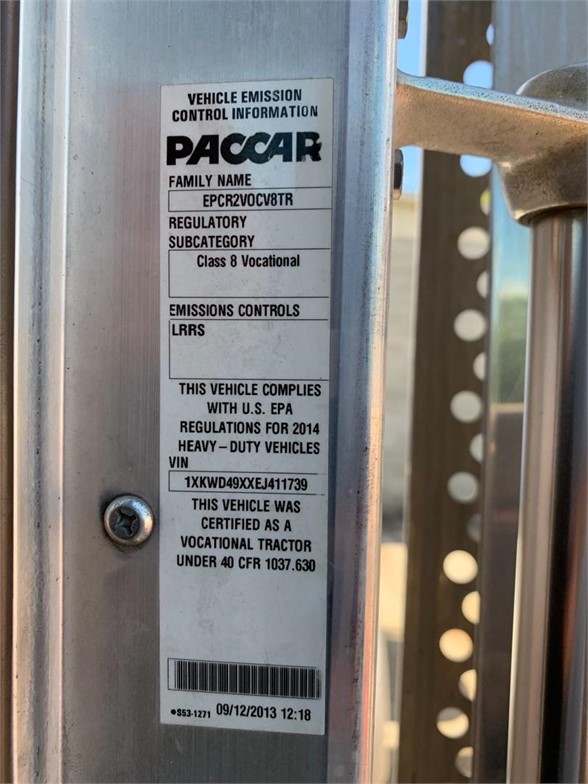 VEHICLE EMISSION
CONTROL INFORMATION
PACCAR
FAMILY NAME
EPCR2VOCV8TR
REGULATORY
SUBCATEGORY
Class 8 Vocational
EMISSIONS CONTROLS
LRRS
THIS VEHICLE COMPLIES
WITH U.S. EPA
REGULATIONS FOR 2014
HEAVY-DUTY VEHICLES
VIN
1XKWD49XXEJ411739
THIS VEHICLE WAS
CERTIFIED AS A
VOCATIONAL TRACTOR
UNDER 40 CFR 1037.630
•S53-1271 09/12/2013 12:18